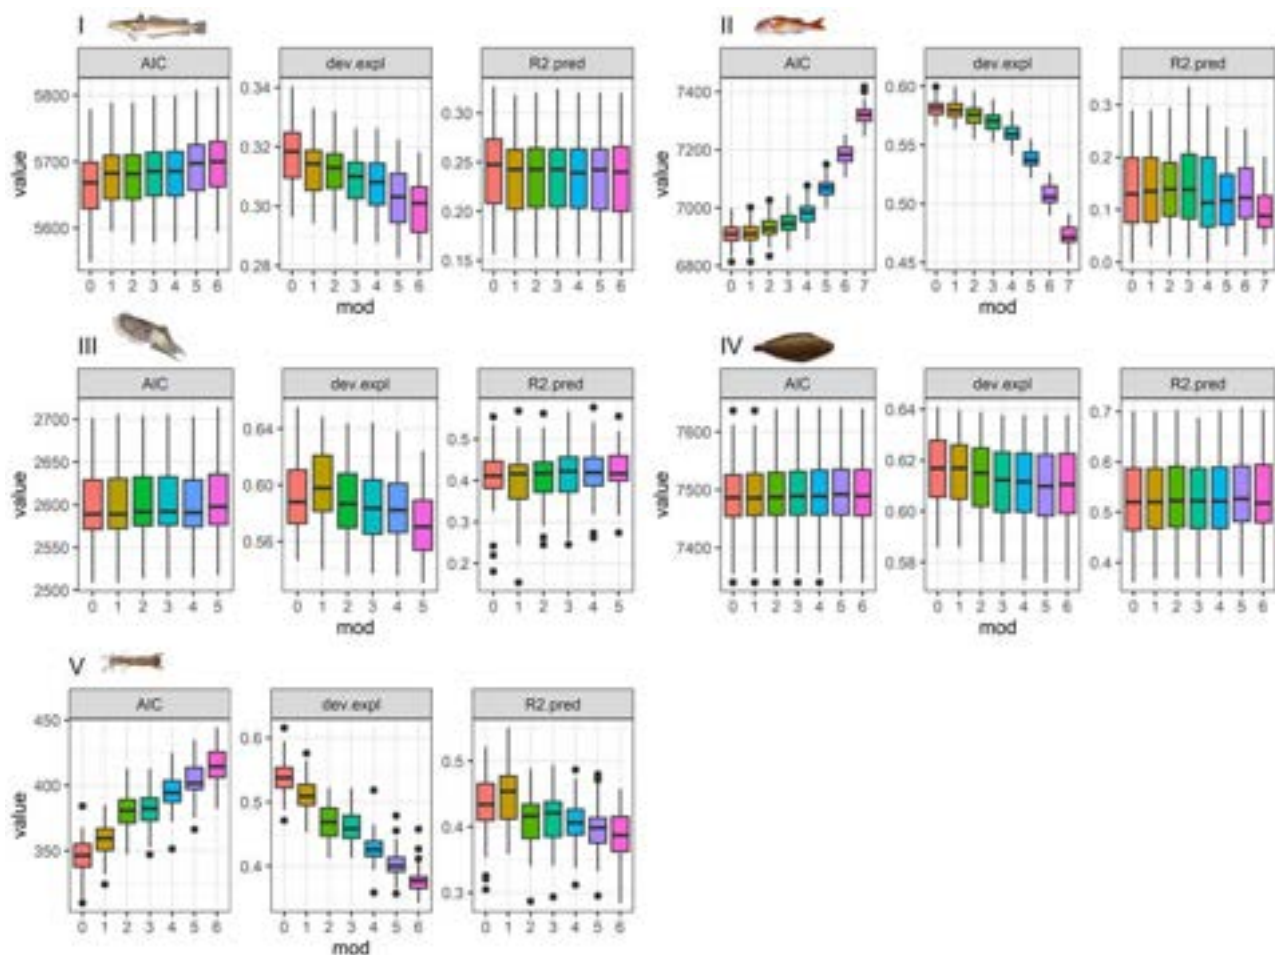 I
AIC dev.expl R2.pred
value
5800
5700
5600
0.34
0.32
0.30
0.28
0.30
0.25
0.20
0.15
0 1 2 3 4 5 6 0 1 2 3 4 5 6 0 1 2 3 4 5 6
mod
II
AIC dev.expl R2.pred
value
7400
7200
7000
6800
0.60
0.55
0.50
0.45
0.3
0.2
0.1
0.0
0 1 2 3 4 5 6 7 0 1 2 3 4 5 6 7 0 1 2 3 4 5 6 7
mod
III
AIC dev.expl R2.pred
value
2700
2650
2600
2550
2500
0.64
0.60
0.56
0.5
0.4
0.3
0.2
0 1 2 3 4 5 0 1 2 3 4 5 0 1 2 3 4 5
mod
IV
AIC dev.expl R2.pred
value
7600
7500
7400
0.64
0.62
0.60
0.58
0.7
0.6
0.5
0.4
0 1 2 3 4 5 6 0 1 2 3 4 5 6 0 1 2 3 4 5 6
mod
V
AIC dev.expl R2.pred
value
450
400
350
0.6
0.5
0.4
0.5
0.4
0.3
0 1 2 3 4 5 6 0 1 2 3 4 5 6 0 1 2 3 4 5 6
mod